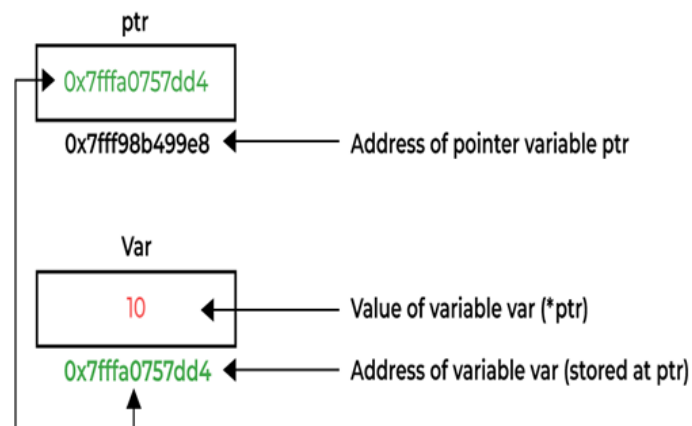 ptr
0x7fffa0757dd4
0x7fff98b499e8
Address of pointer variable ptr
Var
10
Value of variable var (*ptr)
0x7fffa0757dd4
Address of variable var (stored at ptr)